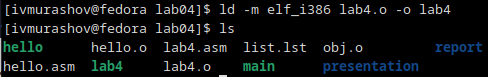 [ivmurashov@fedora lab04]$ ld -m elf_i386 lab4.o -o lab4
[ivmurashov@fedora lab04]$ ls
hello hello.o lab4.asm list.lst obj.o report
hello.asm lab4 lab4.o main presentation